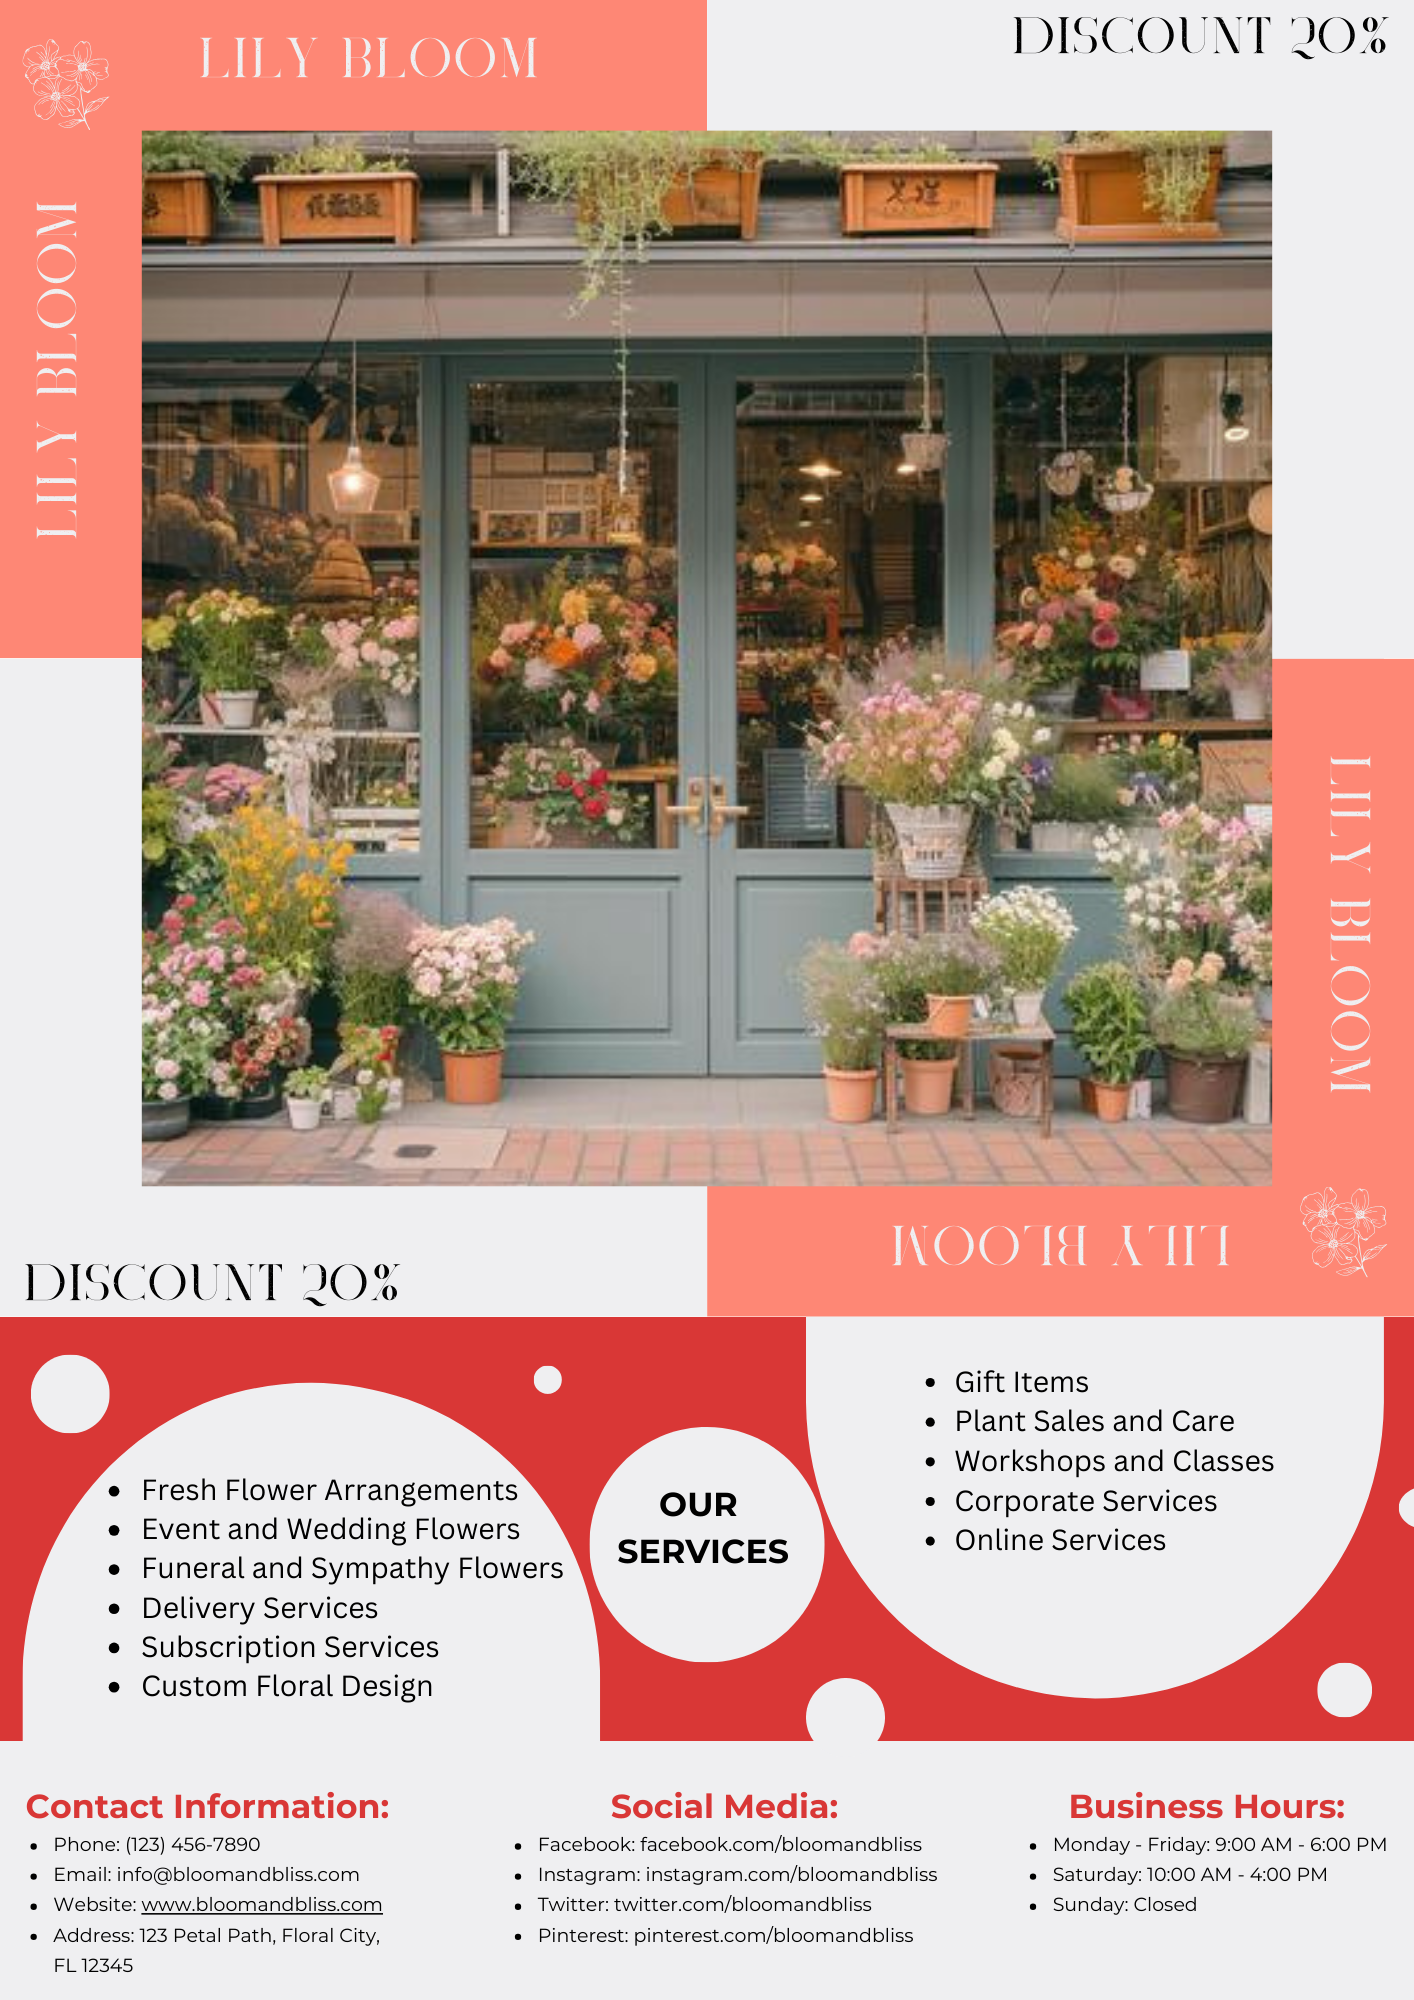 LILY BLOOM
DISCOUNT 20%
LILY BLOOM
LILY BLOOM
LILY BLOOM
DISCOUNT 20%
• Fresh Flower Arrangements
• Event and Wedding Flowers
• Funeral and Sympathy Flowers
• Delivery Services
• Subscription Services
• Custom Floral Design
OUR
SERVICES
• Gift Items
• Plant Sales and Care
• Workshops and Classes
• Corporate Services
• Online Services
Contact Information:
• Phone: (123) 456-7890
• Email: info@bloomandbliss.com
• Website: www.bloomandbliss.com
• Address: 123 Petal Path, Floral City,
FL 12345
Social Media:
• Facebook: facebook.com/bloomandbliss
• Instagram: instagram.com/bloomandbliss
• Twitter: twitter.com/bloomandbliss
• Pinterest: pinterest.com/bloomandbliss
Business Hours:
• Monday - Friday: 9:00 AM - 6:00 PM
• Saturday: 10:00 AM - 4:00 PM
• Sunday: Closed